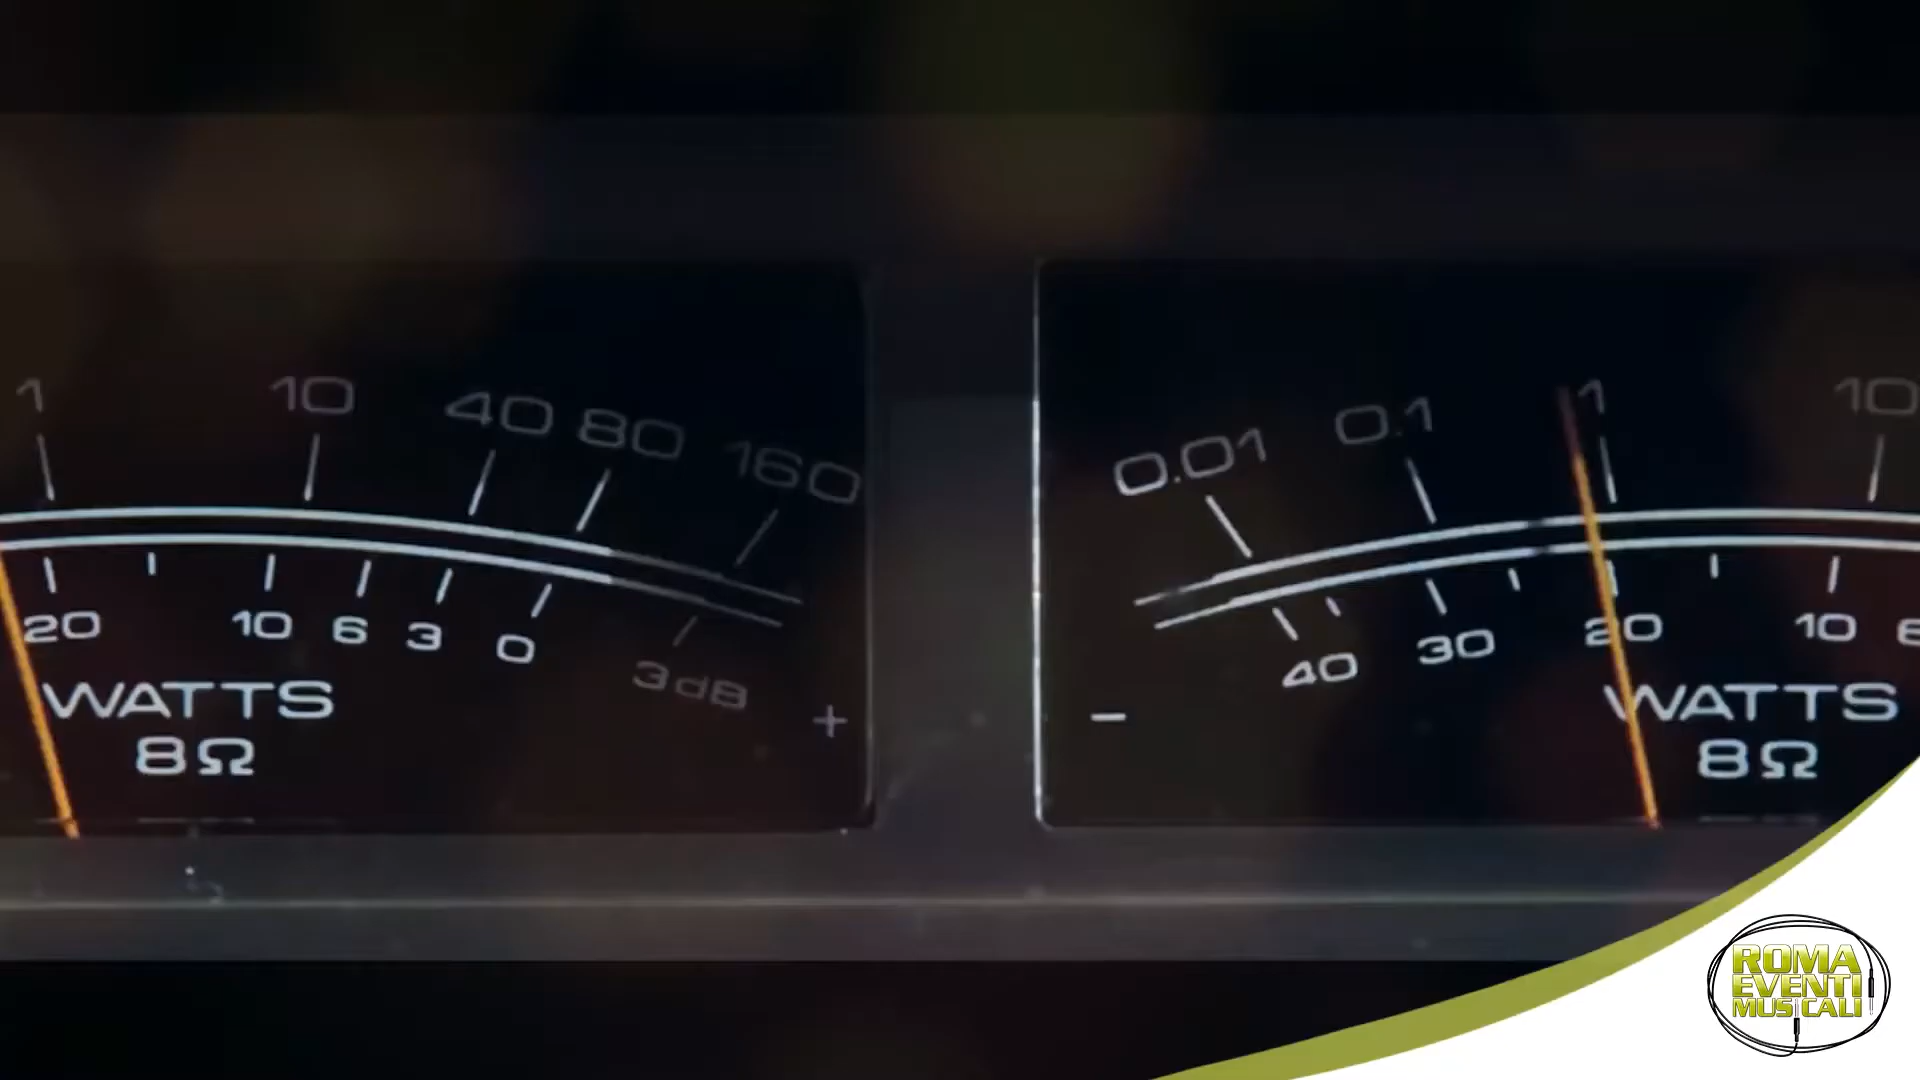 1 10 40 80 160
20 10 6 3 0 3dB
WATTS
8Ω
+
0.01 0.1 1 10
40 30 20 10
WATTS
8Ω
−
ROMA
EVENTI
MUSICALI